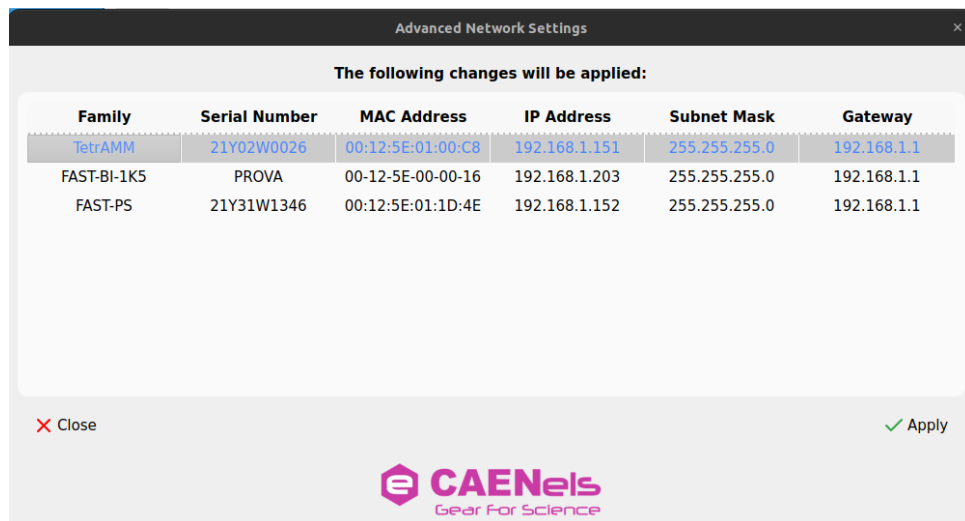 Advanced Network Settings ×
The following changes will be applied:
Family Serial Number MAC Address IP Address Subnet Mask Gateway
TetrAMM 21Y02W0026 00:12:5E:01:00:C8 192.168.1.151 255.255.255.0 192.168.1.1
FAST-BI-1K5 PROVA 00-12-5E-00-00-16 192.168.1.203 255.255.255.0 192.168.1.1
FAST-PS 21Y31W1346 00:12:5E:01:1D:4E 192.168.1.152 255.255.255.0 192.168.1.1
Close Apply
CAENels
Gear For Science